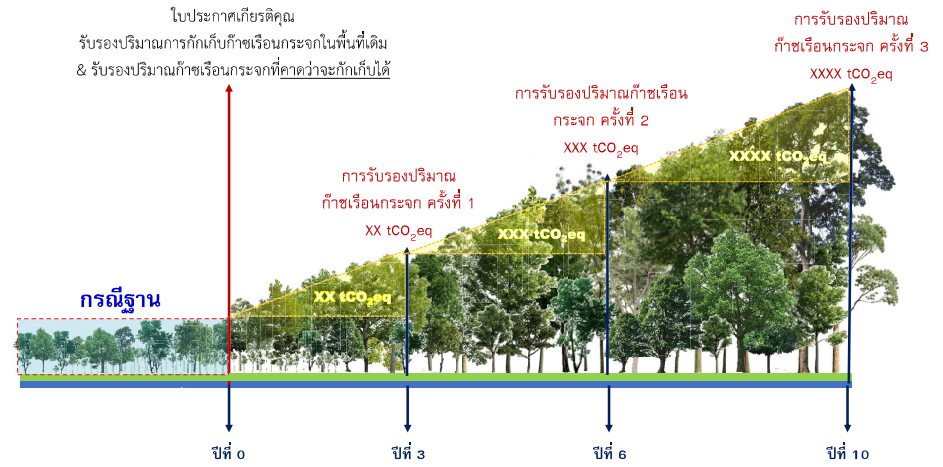 ใบประกาศเกียรติคุณ
รับรองปริมาณการกักเก็บก๊าซเรือนกระจกในพื้นที่เดิม
& รับรองปริมาณก๊าซเรือนกระจกที่คาดว่าจะกักเก็บได้
การรับรองปริมาณ
ก๊าซเรือนกระจก ครั้งที่ 3
XXXX tCO₂eq
การรับรองปริมาณก๊าซเรือน
กระจก ครั้งที่ 2
XXX tCO₂eq
XXXX tCO₂eq
การรับรองปริมาณ
ก๊าซเรือนกระจก ครั้งที่ 1
XX tCO₂eq
XXX tCO₂eq
กรณีฐาน
XX tCO₂eq
ปีที่ 0
ปีที่ 3
ปีที่ 6
ปีที่ 10